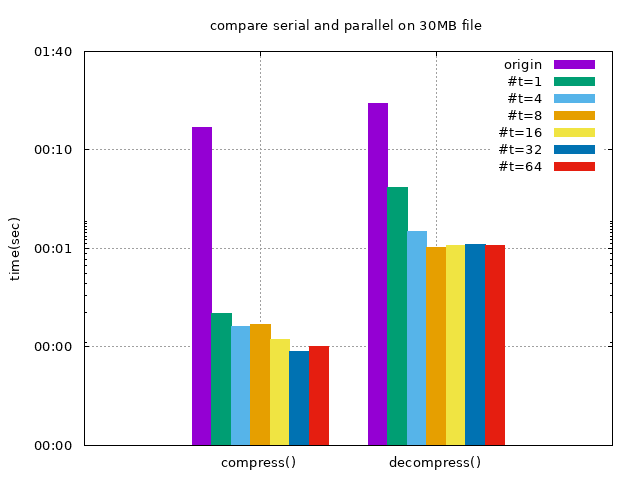 compare serial and parallel on 30MB file
01:40
00:10
00:01
00:00
00:00
time(sec)
origin
#t=1
#t=4
#t=8
#t=16
#t=32
#t=64
compress()
decompress()